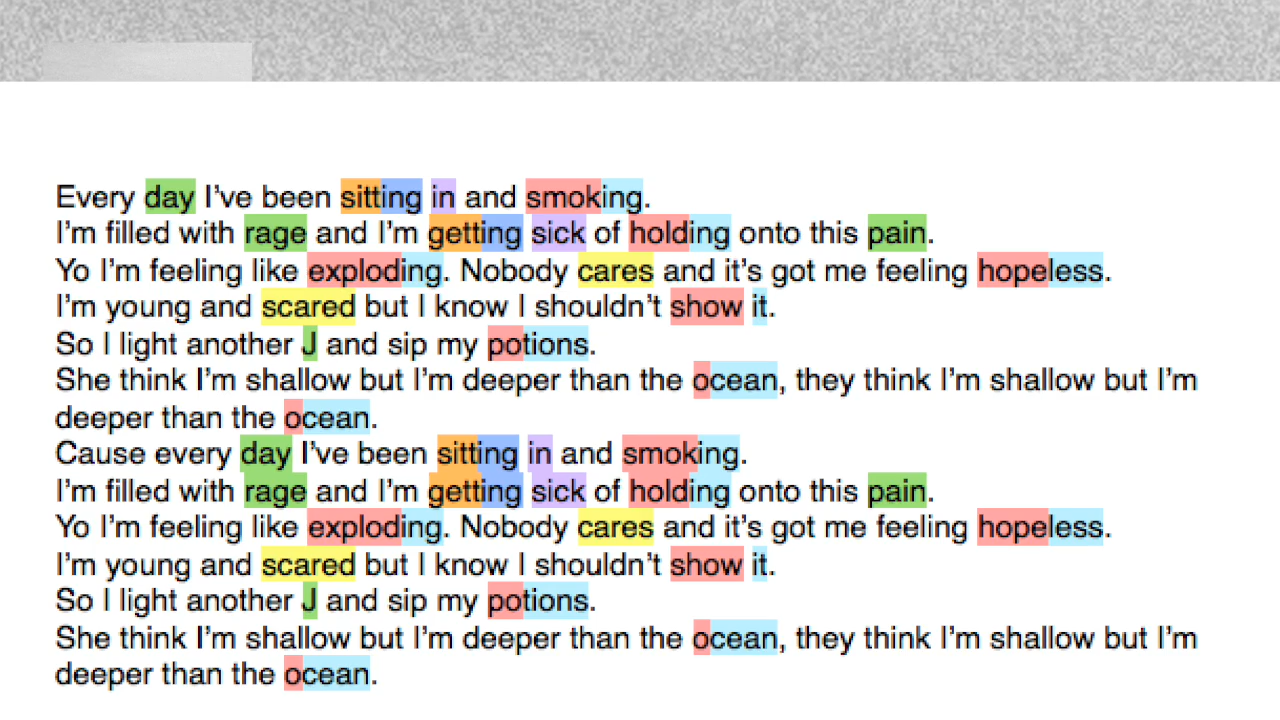 Every day I’ve been sitting in and smoking.
I’m filled with rage and I’m getting sick of holding onto this pain.
Yo I’m feeling like exploding. Nobody cares and it’s got me feeling hopeless.
I’m young and scared but I know I shouldn’t show it.
So I light another J and sip my potions.
She think I’m shallow but I’m deeper than the ocean, they think I’m shallow but I’m
deeper than the ocean.
Cause every day I’ve been sitting in and smoking.
I’m filled with rage and I’m getting sick of holding onto this pain.
Yo I’m feeling like exploding. Nobody cares and it’s got me feeling hopeless.
I’m young and scared but I know I shouldn’t show it.
So I light another J and sip my potions.
She think I’m shallow but I’m deeper than the ocean, they think I’m shallow but I’m
deeper than the ocean.